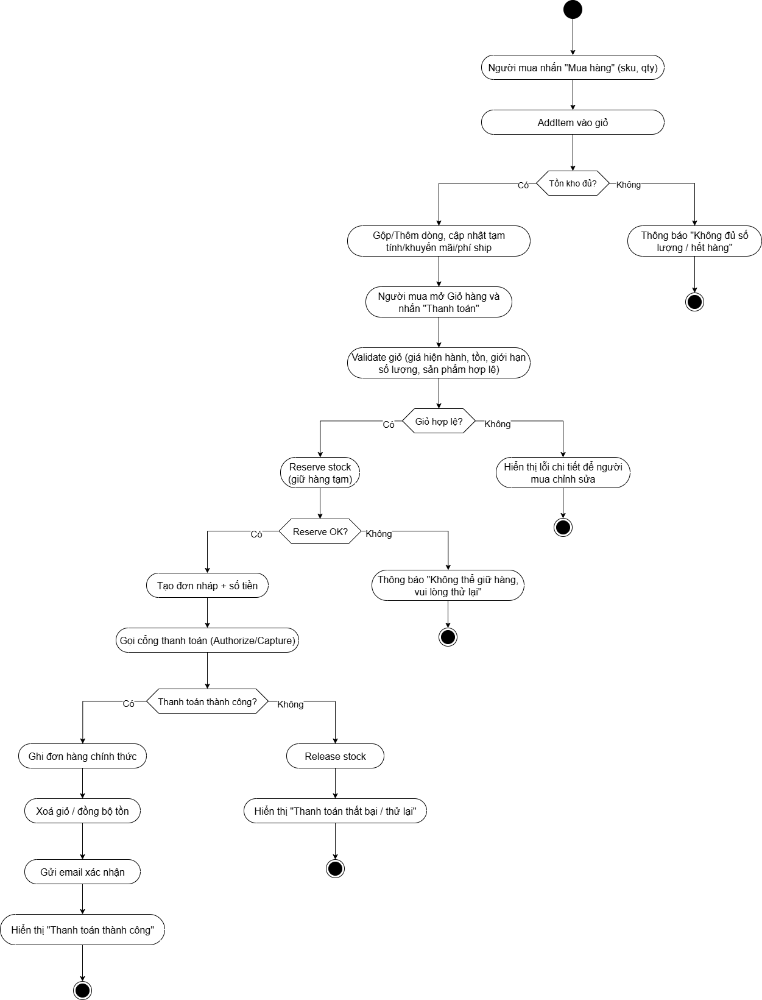 Người mua nhấn "Mua hàng" (sku, qty)
AddItem vào giỏ
Tồn kho đủ?
Có
Không
Gộp/Thêm dòng, cập nhật tạm
tính/khuyến mãi/phí ship
Thông báo "Không đủ số
lượng / hết hàng"
Người mua mở Giỏ hàng và
nhấn "Thanh toán"
Validate giỏ (giá hiện hành, tồn, giới hạn
số lượng, sản phẩm hợp lệ)
Giỏ hợp lệ?
Có
Không
Reserve stock
(giữ hàng tạm)
Hiển thị lỗi chi tiết để người
mua chỉnh sửa
Reserve OK?
Có
Không
Tạo đơn nháp + số tiền
Thông báo "Không thể giữ hàng,
vui lòng thử lại"
Gọi cổng thanh toán (Authorize/Capture)
Thanh toán thành công?
Có
Không
Ghi đơn hàng chính thức
Release stock
Xoá giỏ / đồng bộ tồn
Hiển thị "Thanh toán thất bại / thử lại"
Gửi email xác nhận
Hiển thị "Thanh toán thành công"